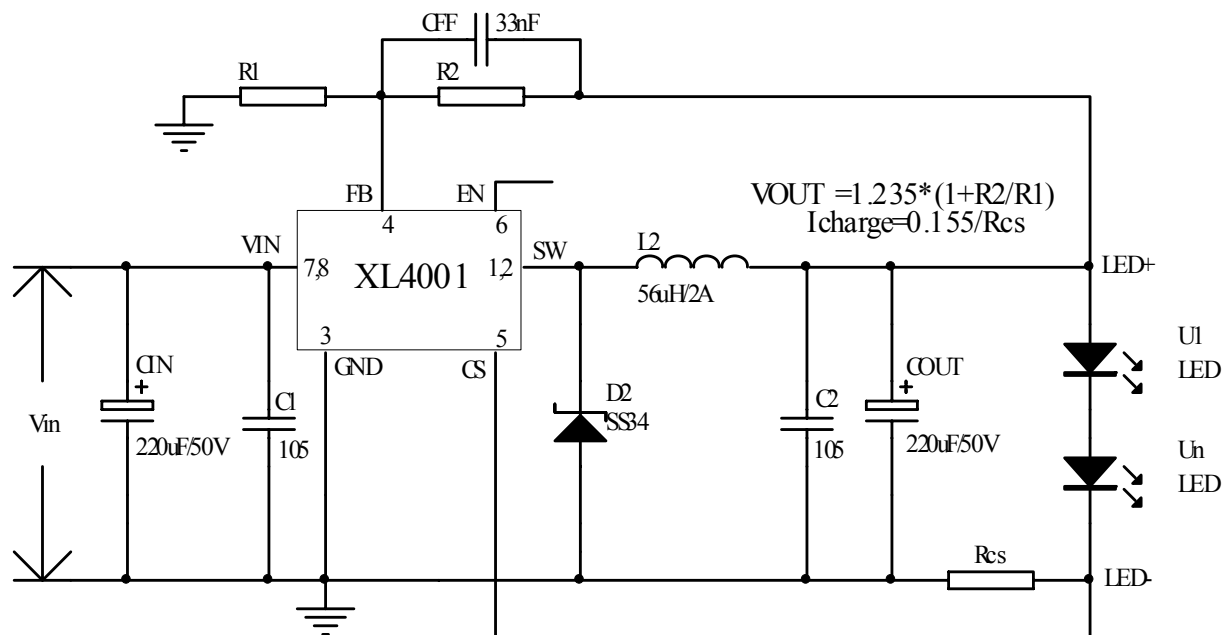 CFF 33nF
R1 R2
FB EN
4 6
VOUT =1.235*(1+R2/R1)
Icharge=0.155/Rcs
VIN SW L2
7,8 XL4001 1,2 LED+
56uH/2A
3 5
GND CS
U1
LED
CIN + D2 + COUT
Vin C1 SS34 C2
220uF/50V 105 105 220uF/50V
Un
LED
Rcs
LED-